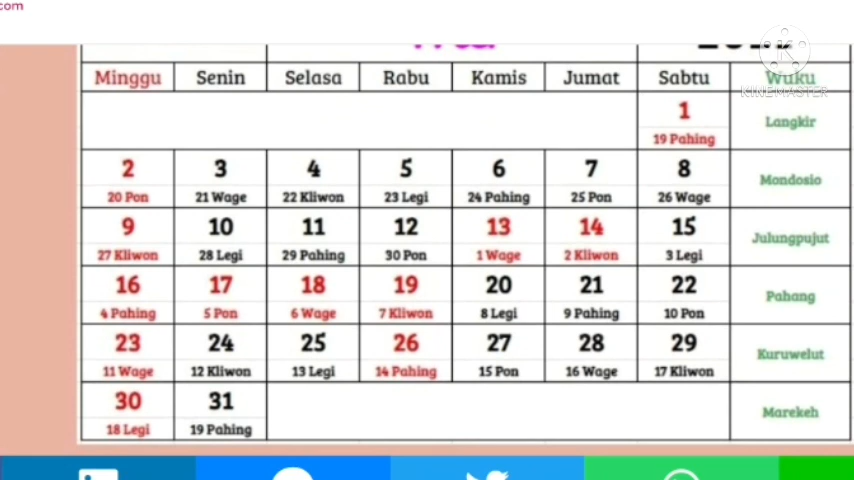 com
Minggu Senin Selasa Rabu Kamis Jumat Sabtu Wuku
KINEMASTER
1 Langkir
19 Pahing
2 3 4 5 6 7 8 Mondosio
20 Pon 21 Wage 22 Kliwon 23 Legi 24 Pahing 25 Pon 26 Wage
9 10 11 12 13 14 15 Julungpujut
27 Kliwon 28 Legi 29 Pahing 30 Pon 1 Wage 2 Kliwon 3 Legi
16 17 18 19 20 21 22 Pahang
4 Pahing 5 Pon 6 Wage 7 Kliwon 8 Legi 9 Pahing 10 Pon
23 24 25 26 27 28 29 Kuruwelut
11 Wage 12 Kliwon 13 Legi 14 Pahing 15 Pon 16 Wage 17 Kliwon
30 31 Marekeh
18 Legi 19 Pahing